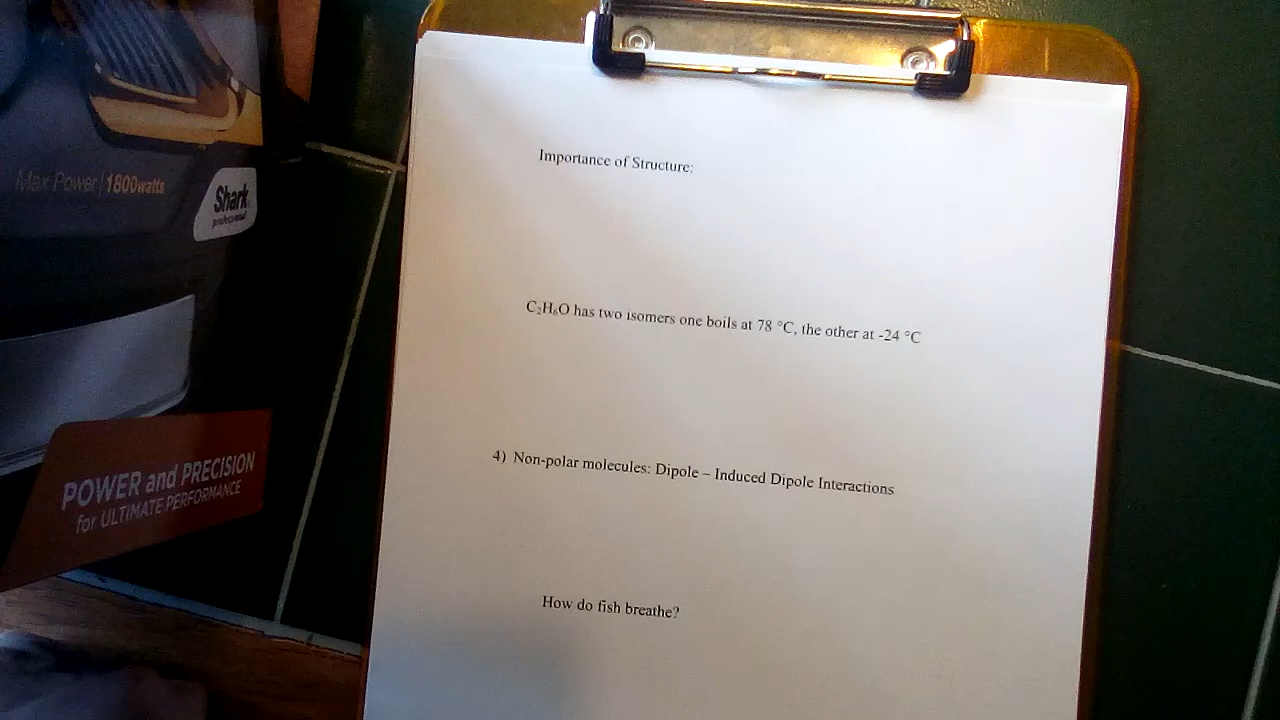 Max Power | 1800watts
Shark
professional
POWER and PRECISION
for ULTIMATE PERFORMANCE
Importance of Structure:
C₂H₆O has two isomers one boils at 78 °C, the other at -24 °C
4) Non-polar molecules: Dipole – Induced Dipole Interactions
How do fish breathe?